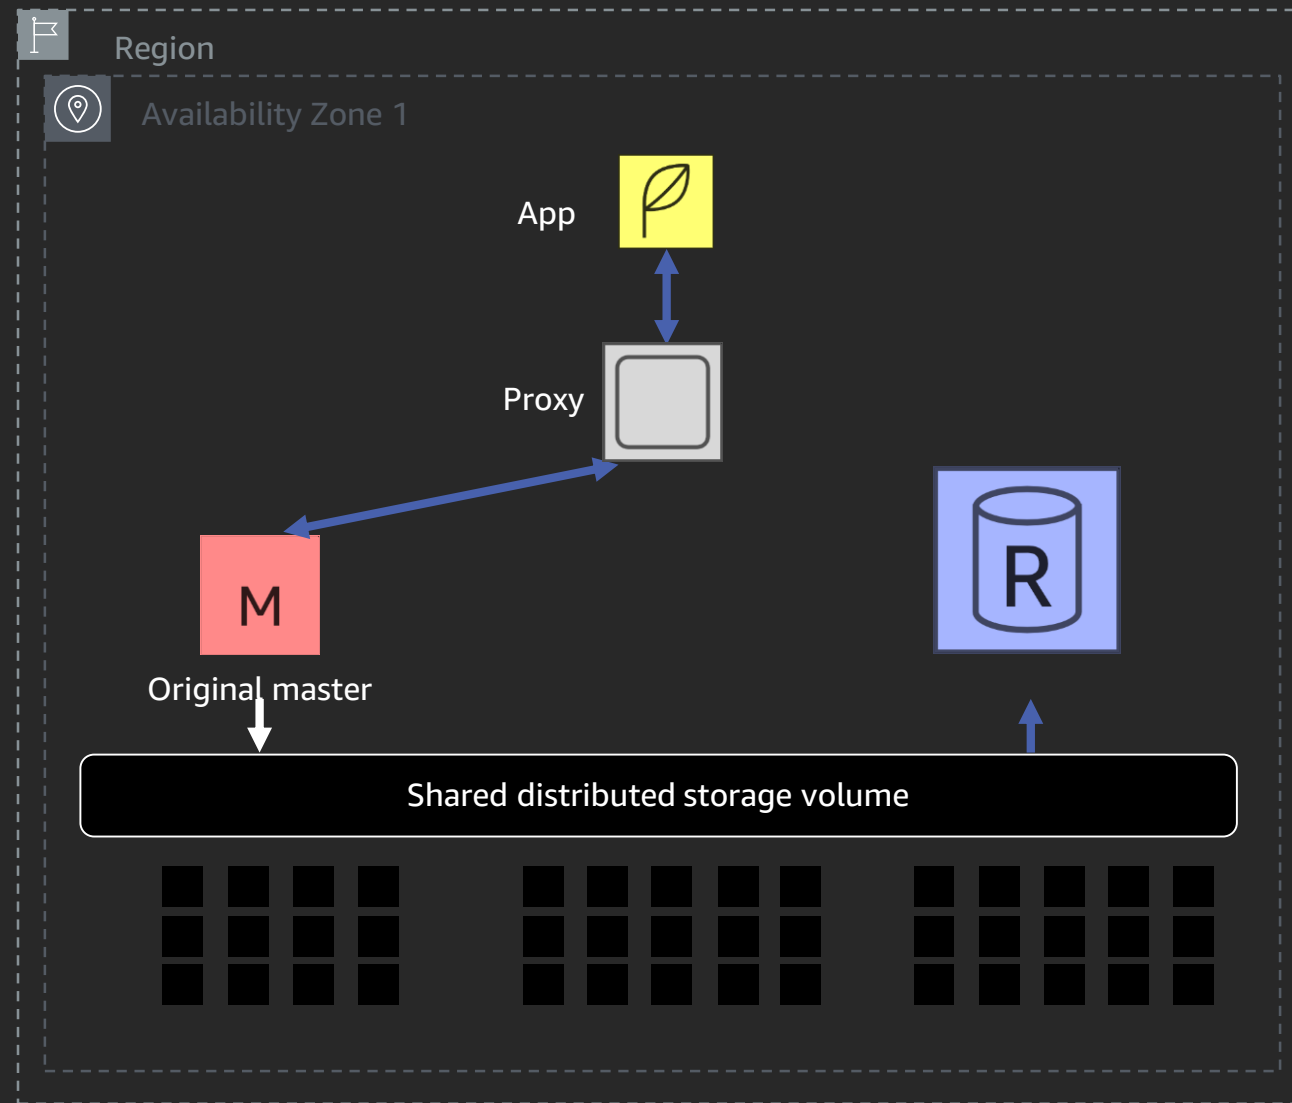 Region
Availability Zone 1
App
Proxy
M
R
Original master
Shared distributed storage volume